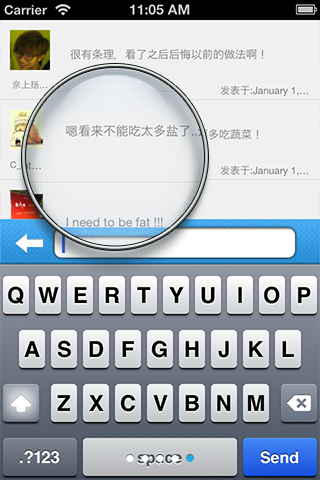 Carrier 11:05 AM
很有条理，看了之后后悔以前的做法啊！
亲上扬...
发表于:January 1,...
嗯看来不能吃太多盐了..多吃蔬菜！
发表于:January 1,...
I need to be fat !!!
Q W E R T Y U I O P
A S D F G H J K L
Z X C V B N M
.?123 space Send